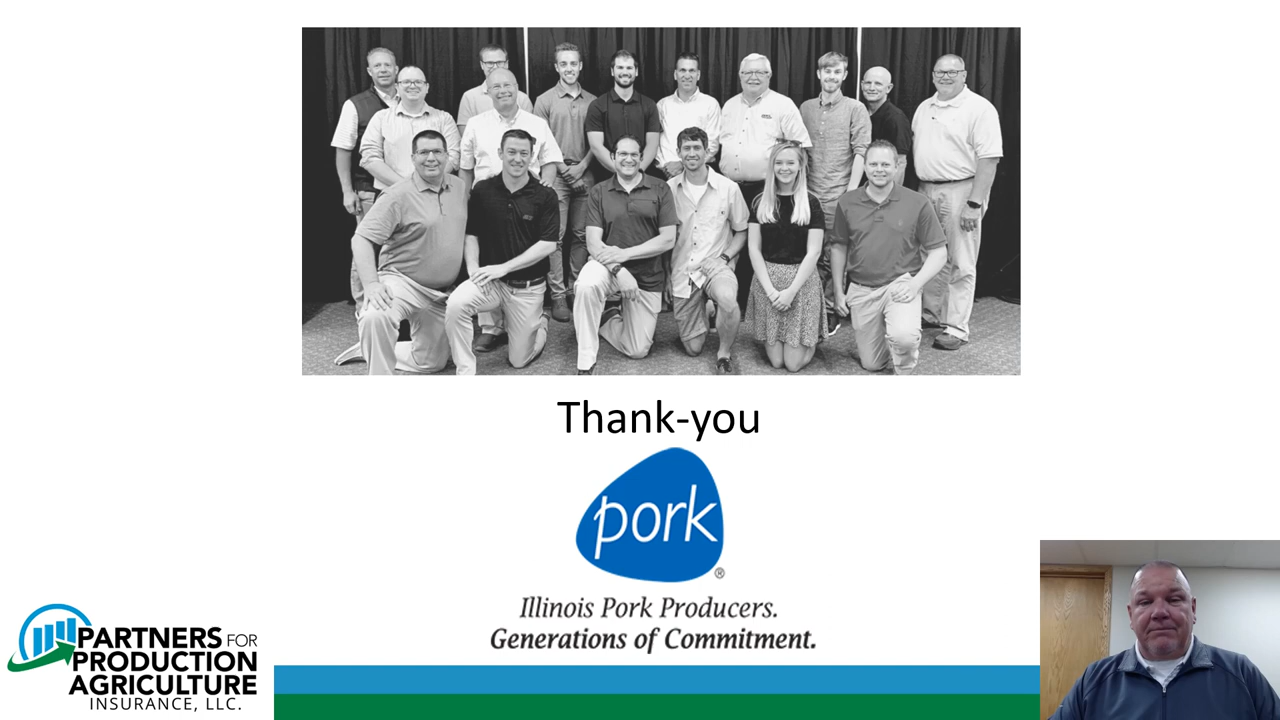 Thank-you
pork
®
Illinois Pork Producers.
Generations of Commitment.
PARTNERS FOR
PRODUCTION
AGRICULTURE
INSURANCE, LLC.